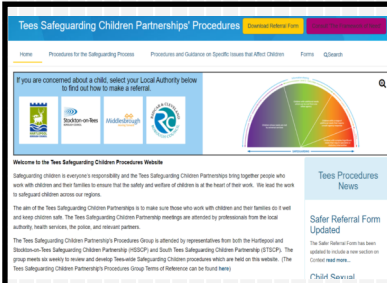 Tees Safeguarding Children Partnerships' Procedures
Download Referral Form
Home
Procedures for the Safeguarding Process
Procedures and Guidance on Specific Issues that Affect Children
Forms
Search
If you are concerned about a child, select your Local Authority below
to find out how to make a referral.
Stockton-on-Tees
Middlesbrough
Welcome to the Tees Safeguarding Children Procedures Website
Safeguarding children is everyone's responsibility and the Tees Safeguarding Children Partnerships bring together people who
work with children and their families to ensure that the safety and welfare of children is at the heart of their work. We lead the work
to safeguard children across our regions.
The aim of the Tees Safeguarding Children Partnerships is to make sure those who work with children and their families do it well
and keep children safe. The Tees Safeguarding Children Partnership meetings are attended by professionals from the local
authority, health services, the police, and relevant partners.
The Tees Safeguarding Children Partnership's Procedures Group is attended by representatives from both the Hartlepool and
Stockton-on-Tees Safeguarding Children Partnership (HSSCP) and South Tees Safeguarding Children Partnership (STSCP). The
group meets six weekly to review and develop Tees-wide Safeguarding Children procedures which are held on this website. (The
Tees Safeguarding Children Partnership's Procedures Group Terms of Reference can be found here)
Tees Procedures
News
Safer Referral Form
Updated
The Safer Referral Form has been
updated to include a new section on
Context read more...
Child Sexual